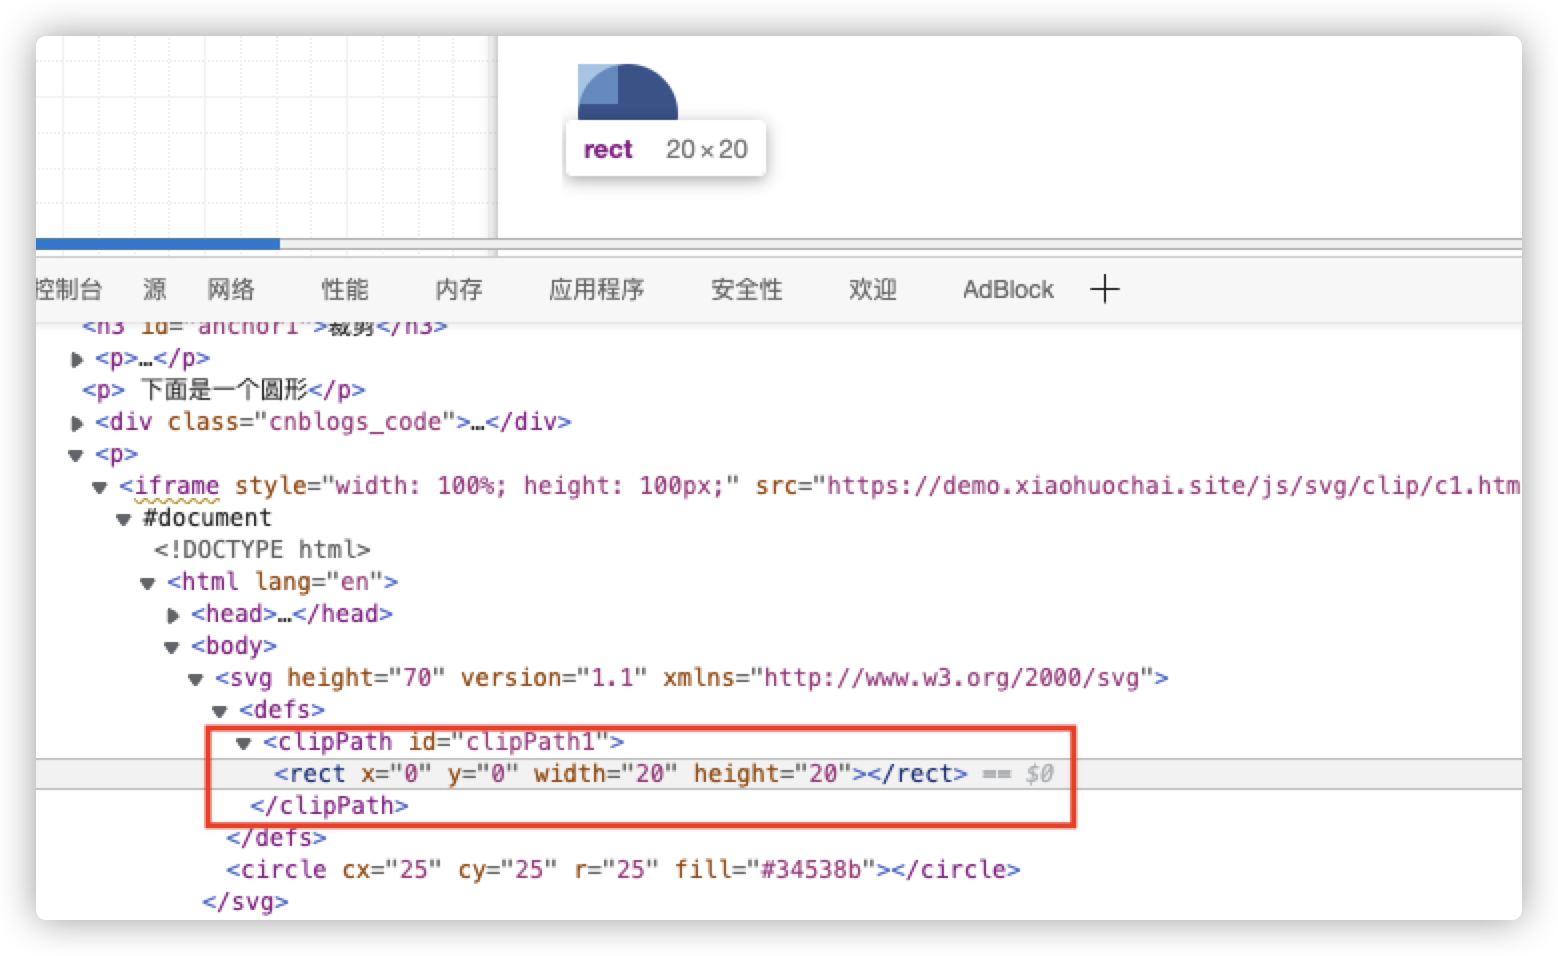 rect 20×20
控制台 源 网络 性能 内存 应用程序 安全性 欢迎 AdBlock
<h3 id="anchor1">裁剪</h3>
<p>…</p>
<p> 下面是一个圆形</p>
<div class="cnblogs_code">…</div>
<p>
<iframe style="width: 100%; height: 100px;" src="https://demo.xiaohuochai.site/js/svg/clip/c1.htm
#document
<!DOCTYPE html>
<html lang="en">
<head>…</head>
<body>
<svg height="70" version="1.1" xmlns="http://www.w3.org/2000/svg">
<defs>
<clipPath id="clipPath1">
<rect x="0" y="0" width="20" height="20"></rect> == $0
</clipPath>
</defs>
<circle cx="25" cy="25" r="25" fill="#34538b"></circle>
</svg>